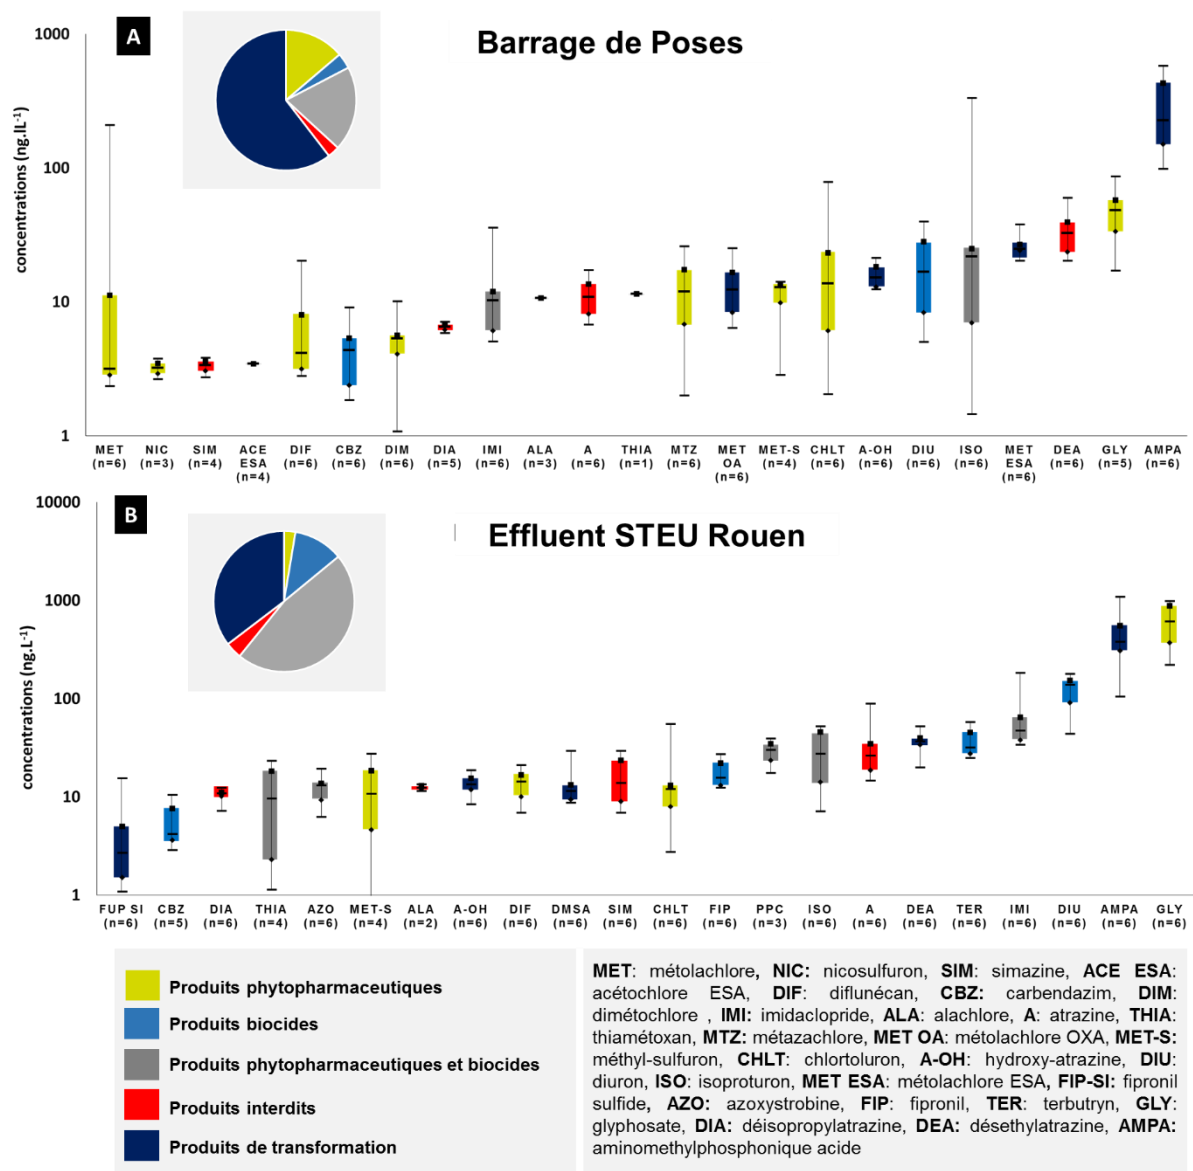 A
Barrage de Poses
concentrations (ng.lL-1)
1000
100
10
1
MET (n=6)
NIC (n=3)
SIM (n=4)
ACE ESA (n=4)
DIF (n=6)
CBZ (n=6)
DIM (n=6)
DIA (n=5)
IMI (n=6)
ALA (n=3)
A (n=6)
THIA (n=1)
MTZ (n=6)
MET OA (n=6)
MET-S (n=4)
CHLT (n=6)
A-OH (n=6)
DIU (n=6)
ISO (n=6)
MET ESA (n=6)
DEA (n=6)
GLY (n=5)
AMPA (n=6)
B
Effluent STEU Rouen
concentrations (ng.L-1)
10000
1000
100
10
1
FUP SI (n=6)
CBZ (n=5)
DIA (n=6)
THIA (n=4)
AZO (n=6)
MET-S (n=4)
ALA (n=2)
A-OH (n=6)
DIF (n=6)
DMSA (n=6)
SIM (n=6)
CHLT (n=6)
FIP (n=6)
PPC (n=3)
ISO (n=6)
A (n=6)
DEA (n=6)
TER (n=6)
IMI (n=6)
DIU (n=6)
AMPA (n=6)
GLY (n=6)
Produits phytopharmaceutiques
Produits biocides
Produits phytopharmaceutiques et biocides
Produits interdits
Produits de transformation
MET: métolachlore, NIC: nicosulfuron, SIM: simazine, ACE ESA:
acétochlore ESA, DIF: diflunécan, CBZ: carbendazim, DIM:
dimétochlore , IMI: imidaclopride, ALA: alachlore, A: atrazine, THIA:
thiamétoxan, MTZ: métazachlore, MET OA: métolachlore OXA, MET-S:
méthyl-sulfuron, CHLT: chlortoluron, A-OH: hydroxy-atrazine, DIU:
diuron, ISO: isoproturon, MET ESA: métolachlore ESA, FIP-SI: fipronil
sulfide, AZO: azoxystrobine, FIP: fipronil, TER: terbutryn, GLY:
glyphosate, DIA: déisopropylatrazine, DEA: désethylatrazine, AMPA:
aminomethylphosphonique acide